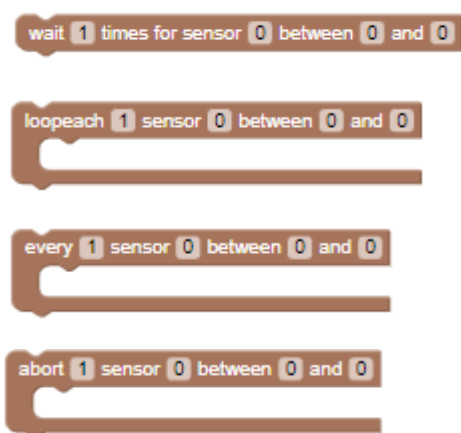 wait 1 times for sensor 0 between 0 and 0
loopeach 1 sensor 0 between 0 and 0
every 1 sensor 0 between 0 and 0
abort 1 sensor 0 between 0 and 0